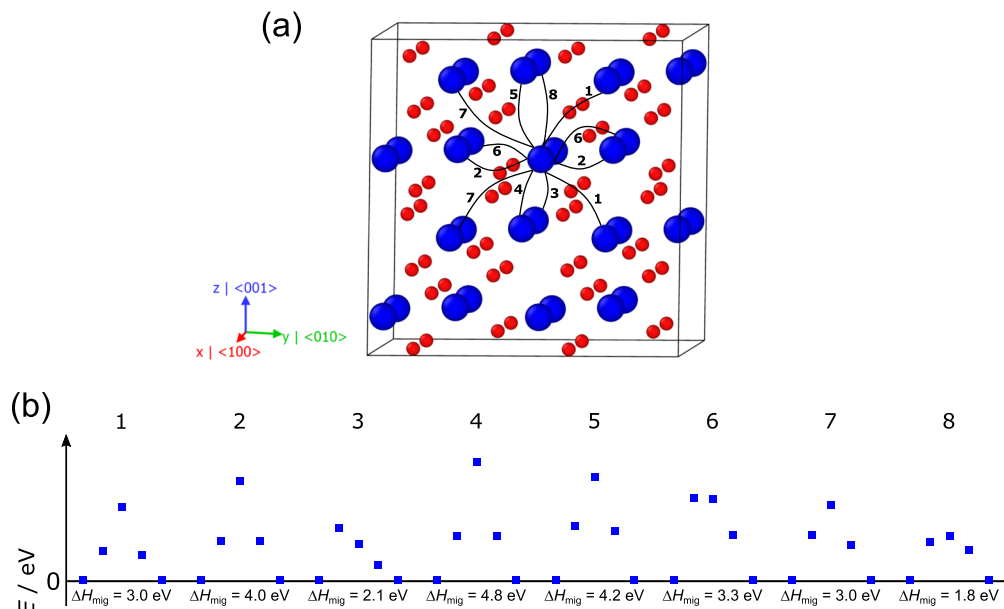 (a)
5 8 1
7
6 6
2 2
7 4 3 1
z | <001>
y | <010>
x | <100>
(b)
1 2 3 4 5 6 7 8
E / eV
0
ΔHmig = 3.0 eV ΔHmig = 4.0 eV ΔHmig = 2.1 eV ΔHmig = 4.8 eV ΔHmig = 4.2 eV ΔHmig = 3.3 eV ΔHmig = 3.0 eV ΔHmig = 1.8 eV